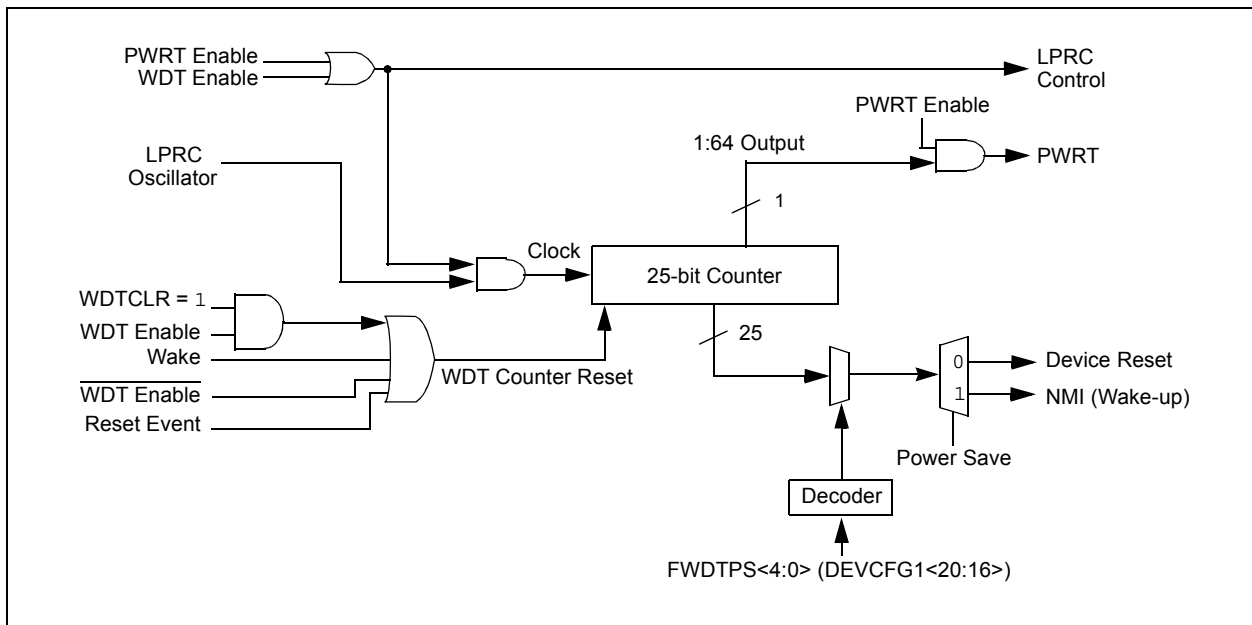 PWRT Enable
WDT Enable
LPRC
Control
PWRT Enable
1:64 Output
LPRC
Oscillator
PWRT
1
Clock
25-bit Counter
WDTCLR = 1
WDT Enable
Wake
WDT Enable
Reset Event
WDT Counter Reset
25
0
1
Device Reset
NMI (Wake-up)
Power Save
Decoder
FWDTPS<4:0> (DEVCFG1<20:16>)